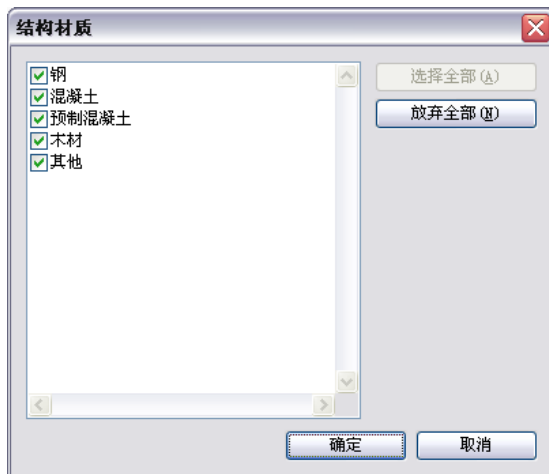 结构材质
钢
混凝土
预制混凝土
木材
其他
选择全部(A)
放弃全部(N)
确定
取消